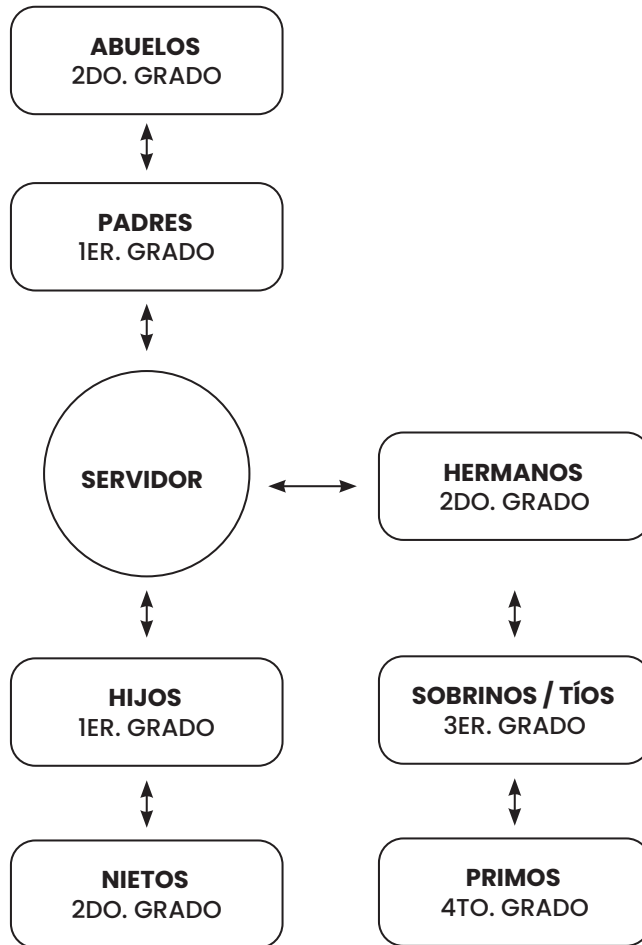 ABUELOS
2DO. GRADO
PADRES
1ER. GRADO
SERVIDOR
HERMANOS
2DO. GRADO
HIJOS
1ER. GRADO
SOBRINOS / TÍOS
3ER. GRADO
NIETOS
2DO. GRADO
PRIMOS
4TO. GRADO